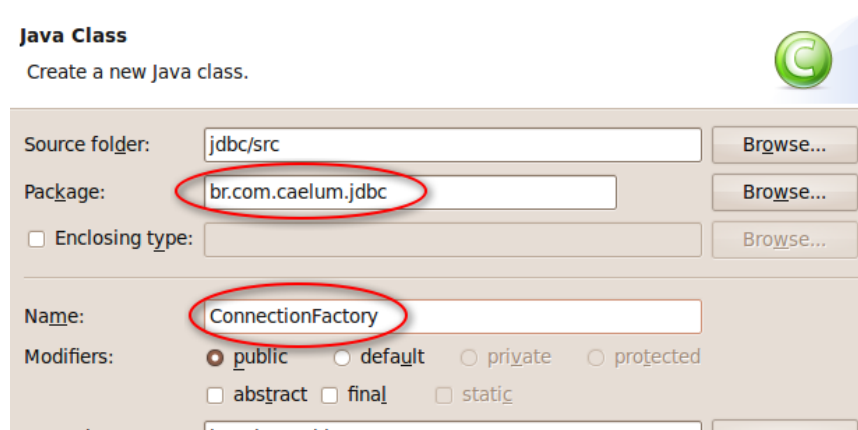 Java Class
Create a new Java class.
Source folder: jdbc/src Browse...
Package: br.com.caelum.jdbc Browse...
Enclosing type: Browse...
Name: ConnectionFactory
Modifiers: public default private protected
abstract final static